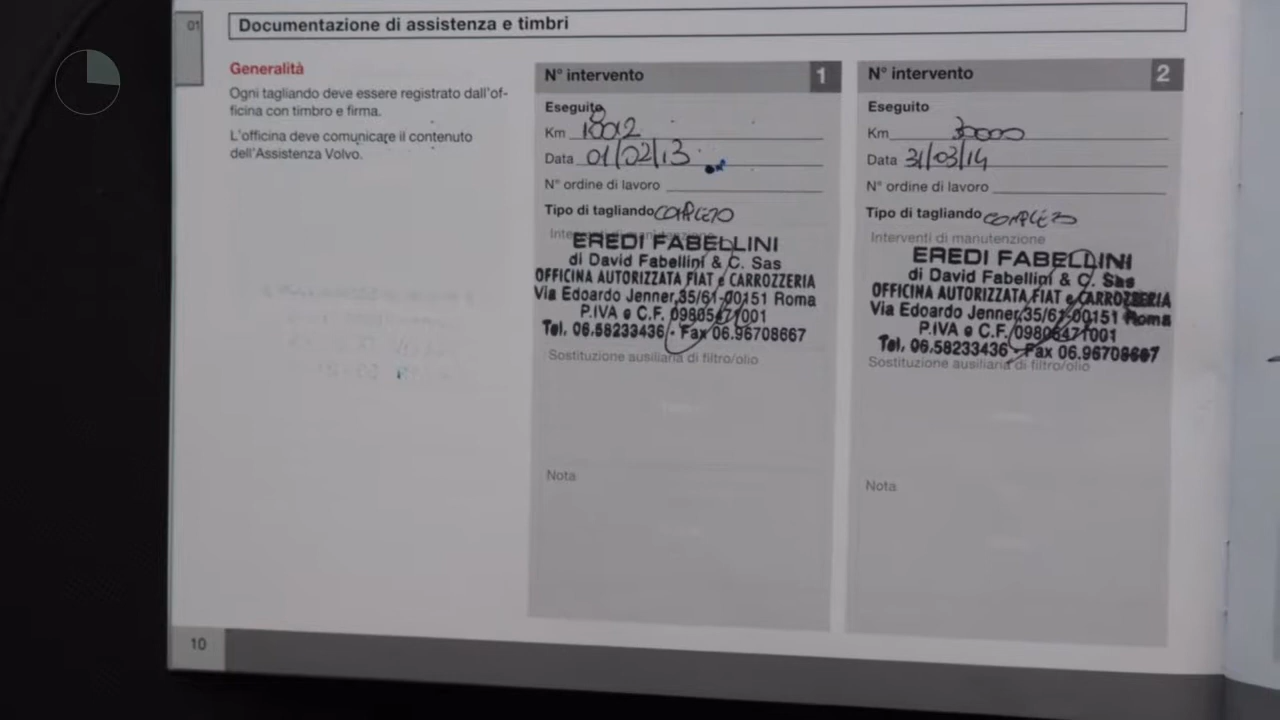 01
Documentazione di assistenza e timbri
Generalità
Ogni tagliando deve essere registrato dall'of-
ficina con timbro e firma.
L'officina deve comunicare il contenuto
dell'Assistenza Volvo.
N° intervento 1
Eseguito
Km
Data 01/02/13
N° ordine di lavoro
Tipo di tagliando COMPLETO
Interventi di manutenzione
EREDI FABELLINI
di David Fabellini & C. Sas
OFFICINA AUTORIZZATA FIAT e CARROZZERIA
Via Edoardo Jenner,35/61-00151 Roma
P.IVA e C.F. 09805471001
Tel. 06.58233436 - Fax 06.96708667
Sostituzione ausiliaria di filtro/olio
Nota
N° intervento 2
Eseguito
Km 30000
Data 31/03/14
N° ordine di lavoro
Tipo di tagliando COMPLETO
Interventi di manutenzione
EREDI FABELLINI
di David Fabellini & C. Sas
OFFICINA AUTORIZZATA FIAT e CARROZZERIA
Via Edoardo Jenner,35/61-00151 Roma
P.IVA e C.F. 09805471001
Tel. 06.58233436 - Fax 06.96708667
Sostituzione ausiliaria di filtro/olio
Nota
10